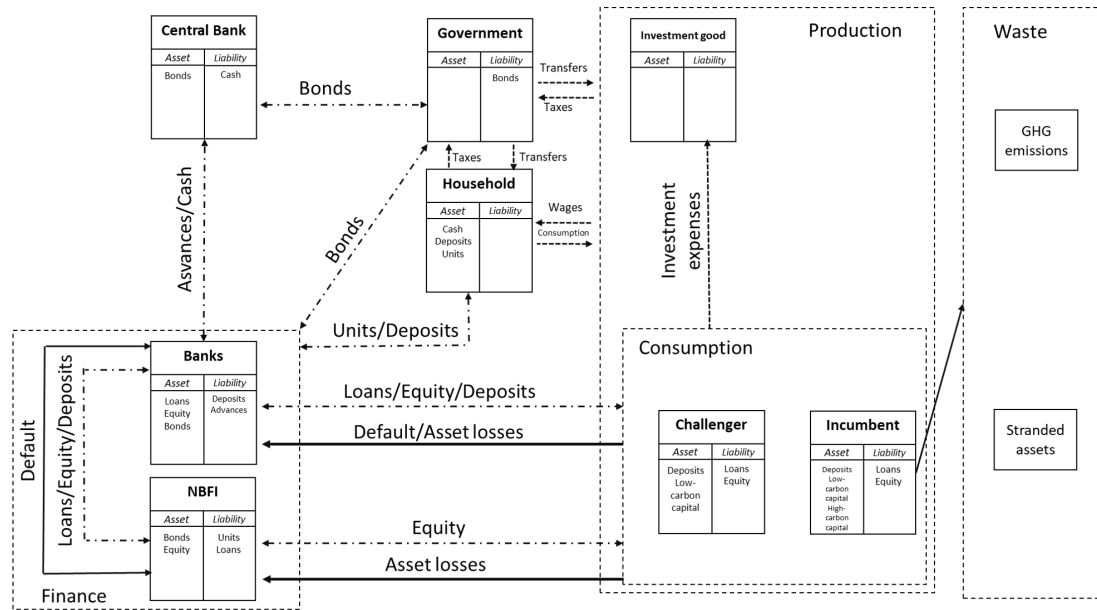 Central Bank
Asset
Liability
Bonds
Cash
Government
Asset
Liability
Bonds
Investment good
Asset
Liability
Production
Waste
Bonds
Transfers
Taxes
GHG
emissions
Taxes
Transfers
Household
Asset
Liability
Cash
Deposits
Units
Wages
Consumption
Asvances/Cash
Bonds
Investment
expenses
Units/Deposits
Banks
Asset
Liability
Loans
Equity
Bonds
Deposits
Advances
Default
Loans/Equity/Deposits
Loans/Equity/Deposits
Default/Asset losses
Consumption
Challenger
Asset
Liability
Deposits
Low-
carbon
capital
Loans
Equity
Incumbent
Asset
Liability
Deposits
Low-
carbon
capital
High-
carbon
capital
Loans
Equity
Stranded
assets
NBFI
Asset
Liability
Bonds
Equity
Units
Loans
Equity
Asset losses
Finance